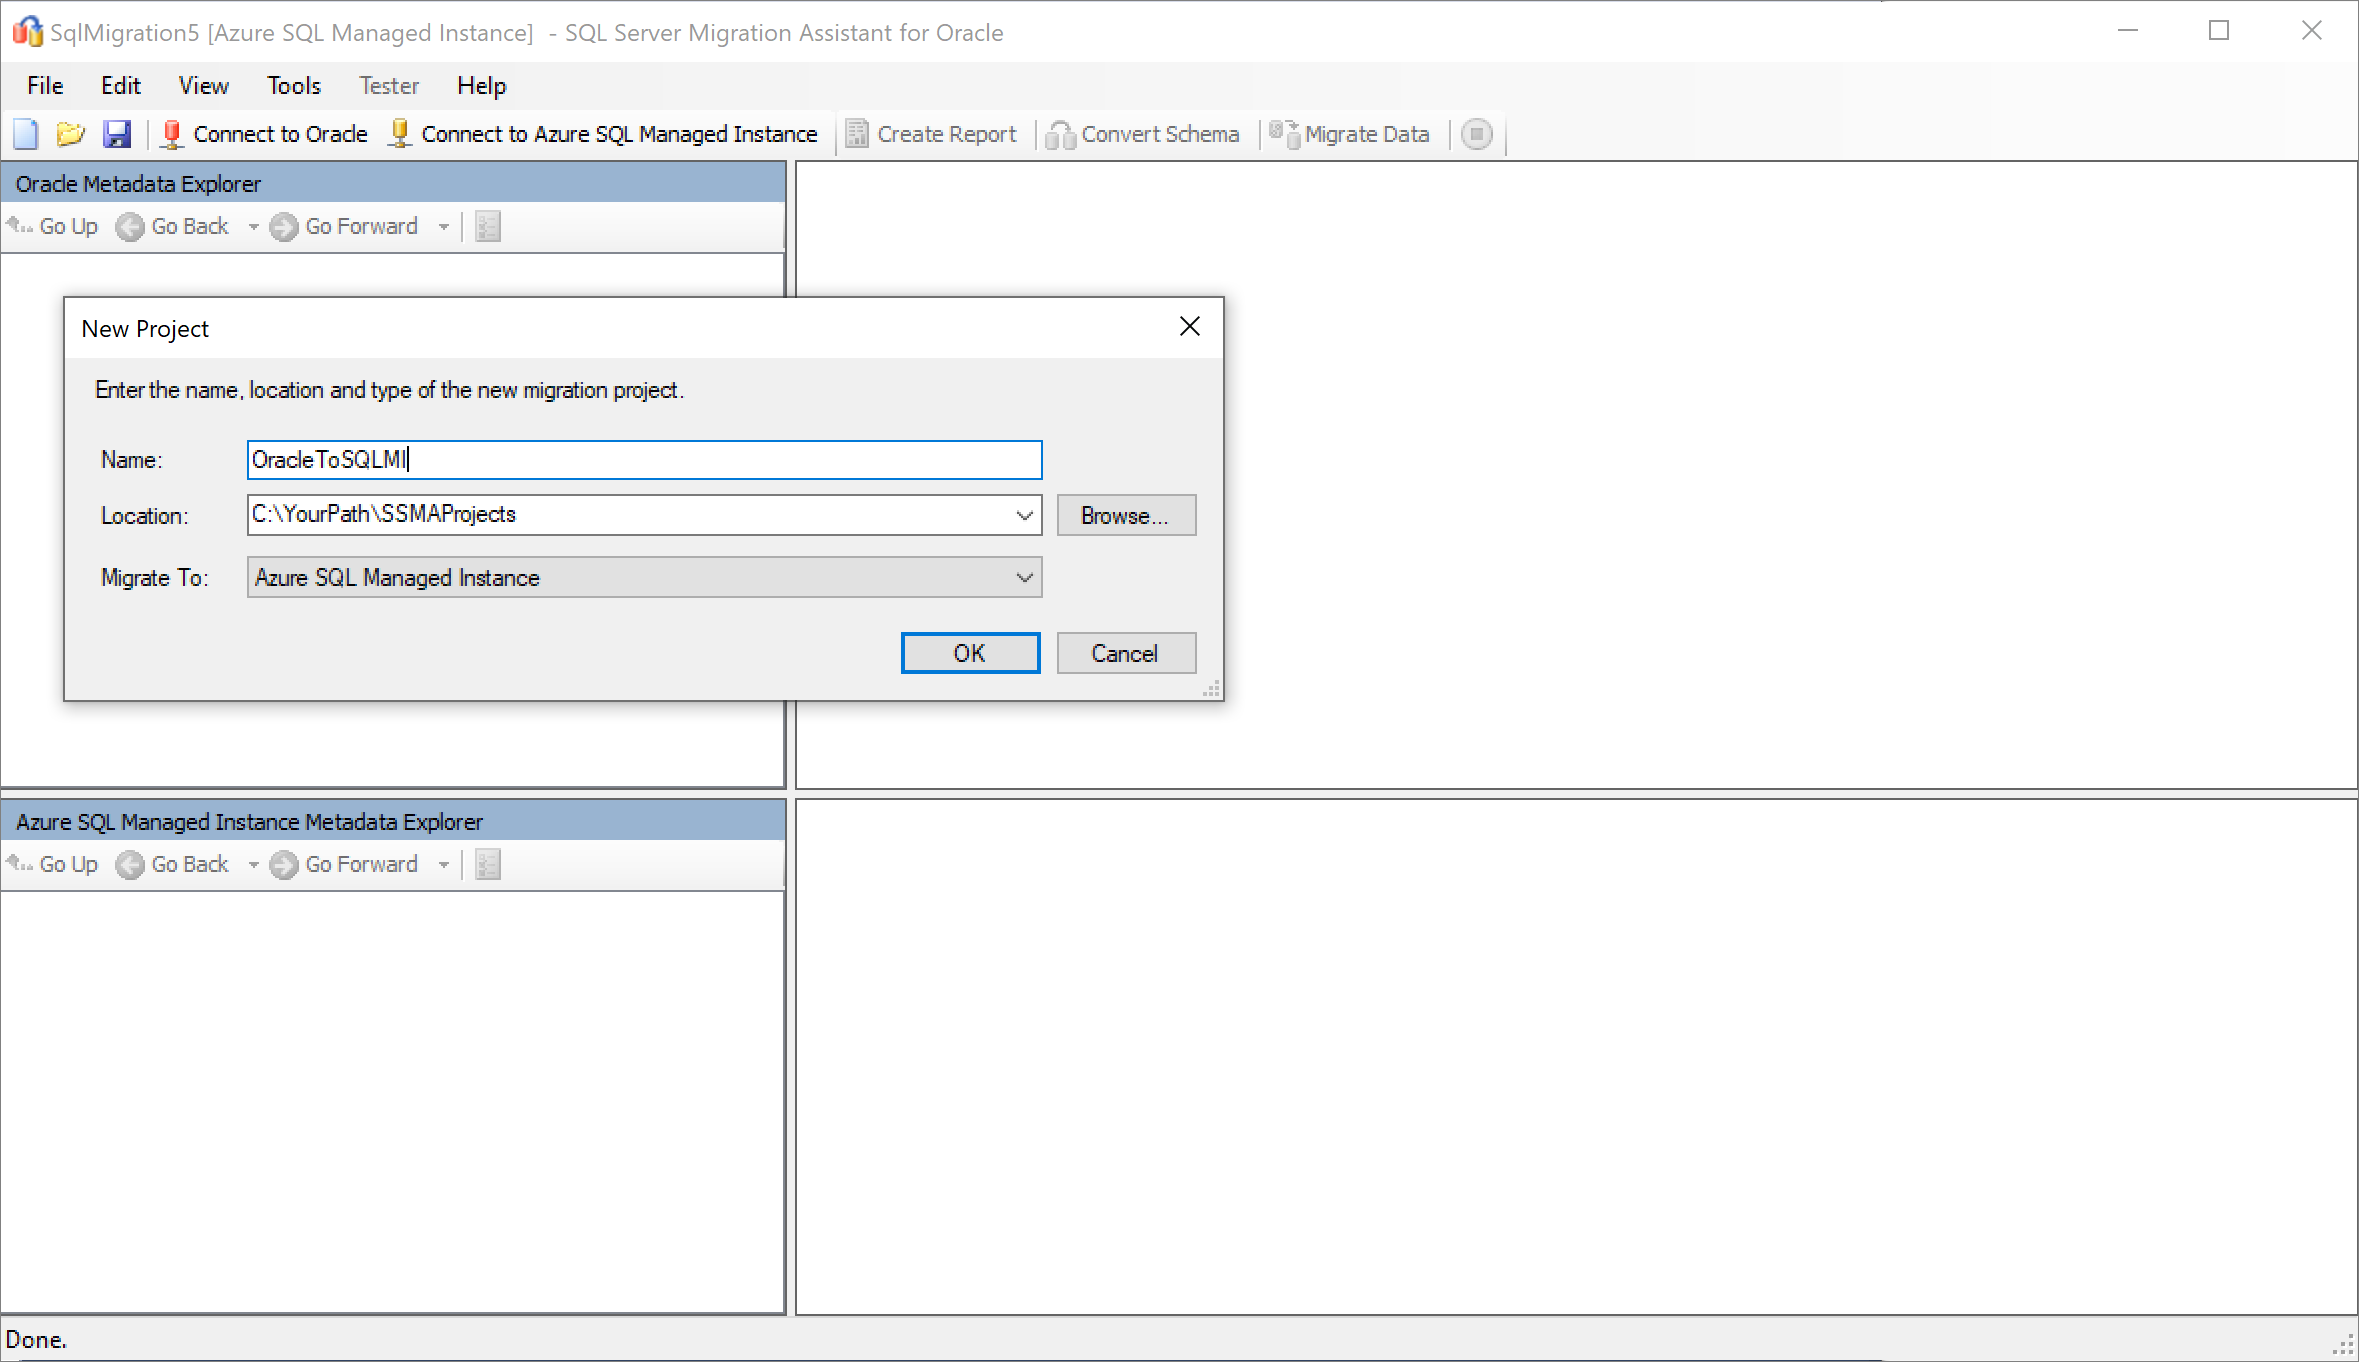 SqlMigration5 [Azure SQL Managed Instance] - SQL Server Migration Assistant for Oracle
File Edit View Tools Tester Help
Connect to Oracle Connect to Azure SQL Managed Instance Create Report Convert Schema Migrate Data
Oracle Metadata Explorer
Go Up Go Back Go Forward
New Project
Enter the name, location and type of the new migration project.
Name: OracleToSQLMI
Location: C:\YourPath\SSMAProjects Browse...
Migrate To: Azure SQL Managed Instance
OK Cancel
Azure SQL Managed Instance Metadata Explorer
Go Up Go Back Go Forward
Done.